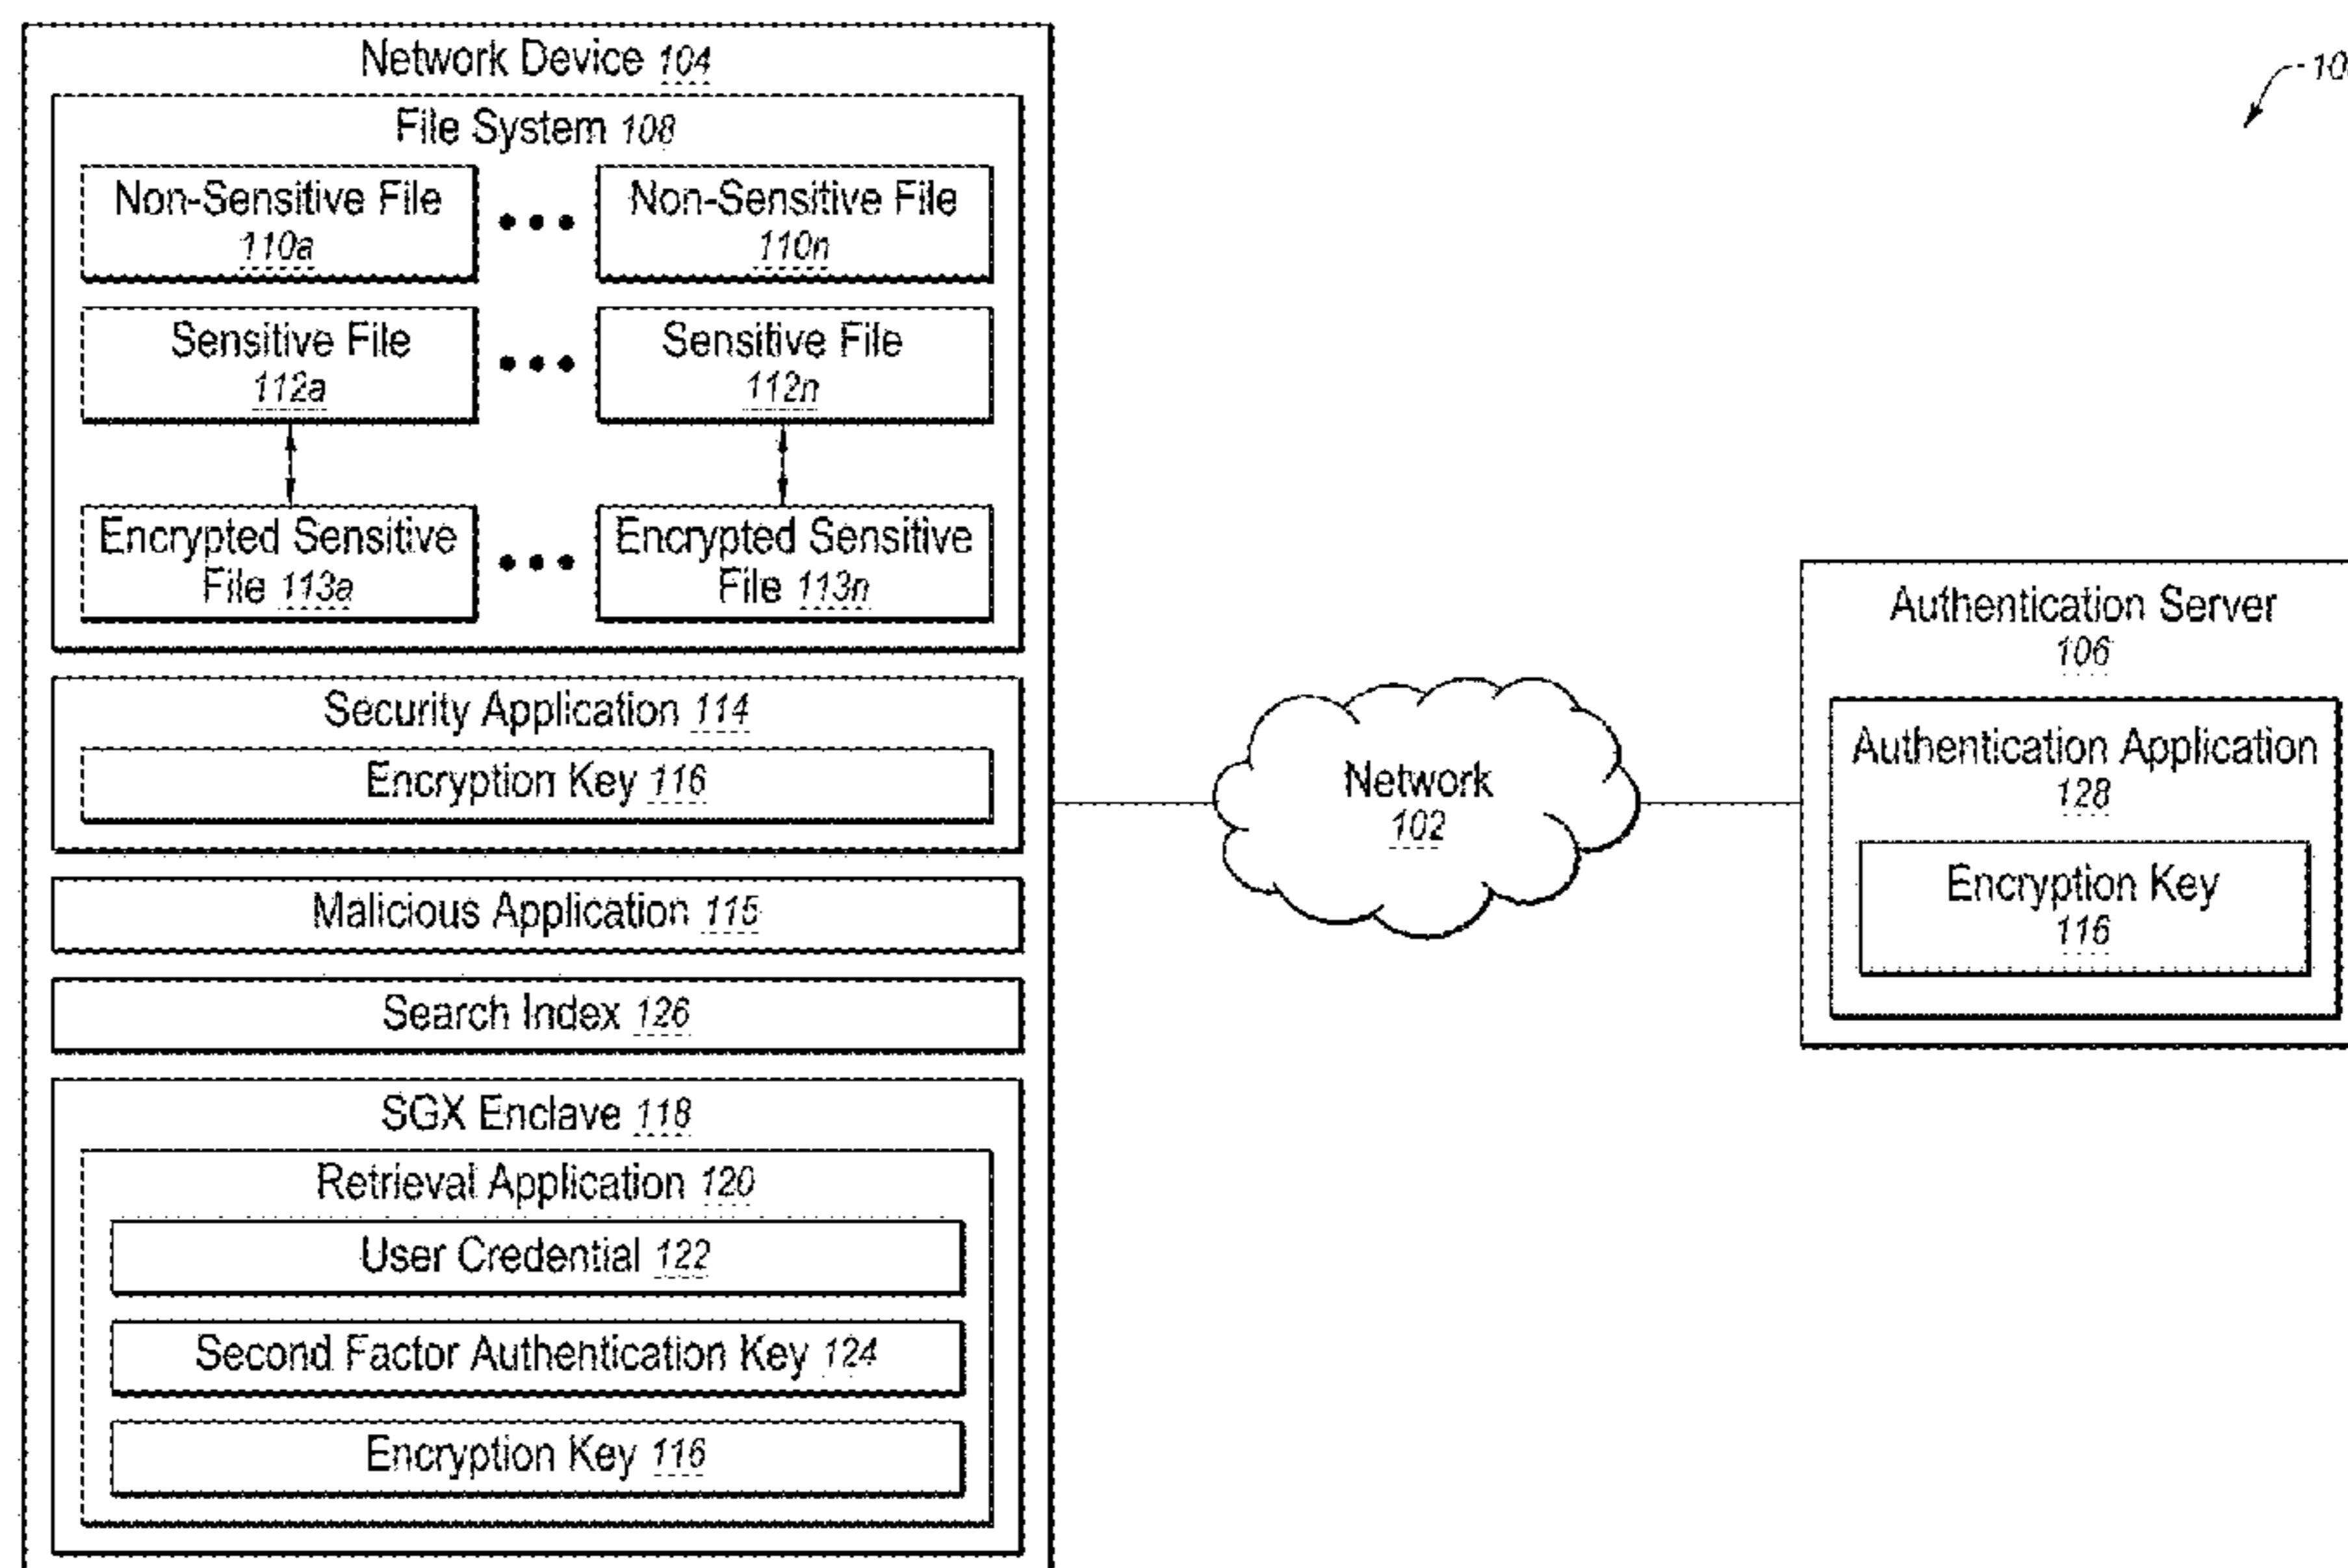 Network Device 104
File System 108
Non-Sensitive File
110a
Non-Sensitive File
110n
Sensitive File
112a
Sensitive File
112n
Encrypted Sensitive
File 113a
Encrypted Sensitive
File 113n
Security Application 114
Encryption Key 116
Malicious Application 115
Search Index 126
SGX Enclave 118
Retrieval Application 120
User Credential 122
Second Factor Authentication Key 124
Encryption Key 116
Network
102
Authentication Server
106
Authentication Application
128
Encryption Key
116